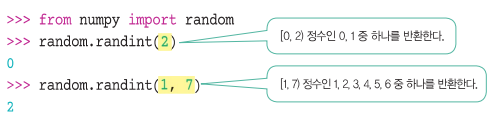 >>> from numpy import random
>>> random.randint(2)
[0, 2) 정수인 0, 1 중 하나를 반환한다.
0
>>> random.randint(1, 7)
[1, 7) 정수인 1, 2, 3, 4, 5, 6 중 하나를 반환한다.
2